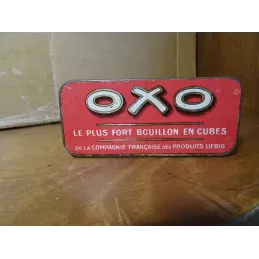 OXO
LE PLUS FORT BOUILLON EN CUBES
DE LA COMPAGNIE FRANÇAISE DES PRODUITS LIEBIG